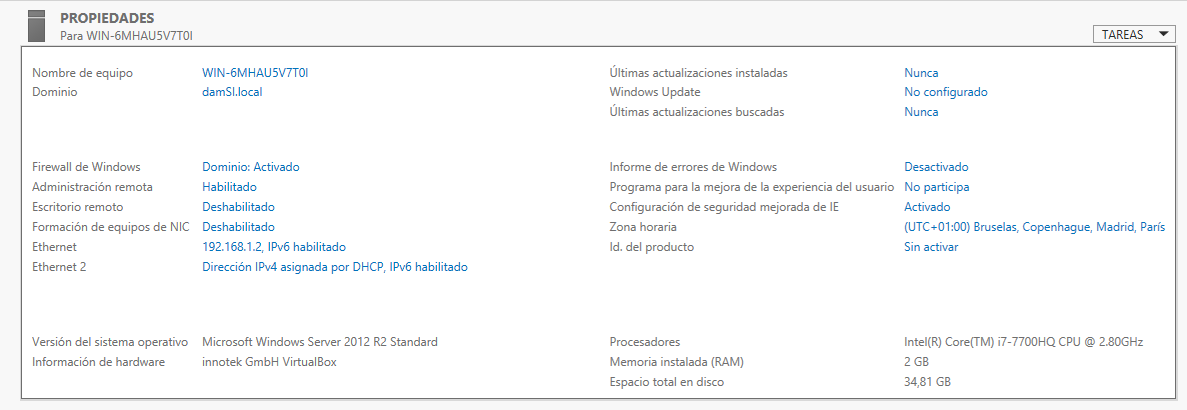 PROPIEDADES
Para WIN-6MHAU5V7T0I
TAREAS
Nombre de equipo WIN-6MHAU5V7T0I
Dominio damSI.local
Últimas actualizaciones instaladas Nunca
Windows Update No configurado
Últimas actualizaciones buscadas Nunca
Firewall de Windows Dominio: Activado
Administración remota Habilitado
Escritorio remoto Deshabilitado
Formación de equipos de NIC Deshabilitado
Ethernet 192.168.1.2, IPv6 habilitado
Ethernet 2 Dirección IPv4 asignada por DHCP, IPv6 habilitado
Informe de errores de Windows Desactivado
Programa para la mejora de la experiencia del usuario No participa
Configuración de seguridad mejorada de IE Activado
Zona horaria (UTC+01:00) Bruselas, Copenhague, Madrid, París
Id. del producto Sin activar
Versión del sistema operativo Microsoft Windows Server 2012 R2 Standard
Información de hardware innotek GmbH VirtualBox
Procesadores Intel(R) Core(TM) i7-7700HQ CPU @ 2.80GHz
Memoria instalada (RAM) 2 GB
Espacio total en disco 34,81 GB